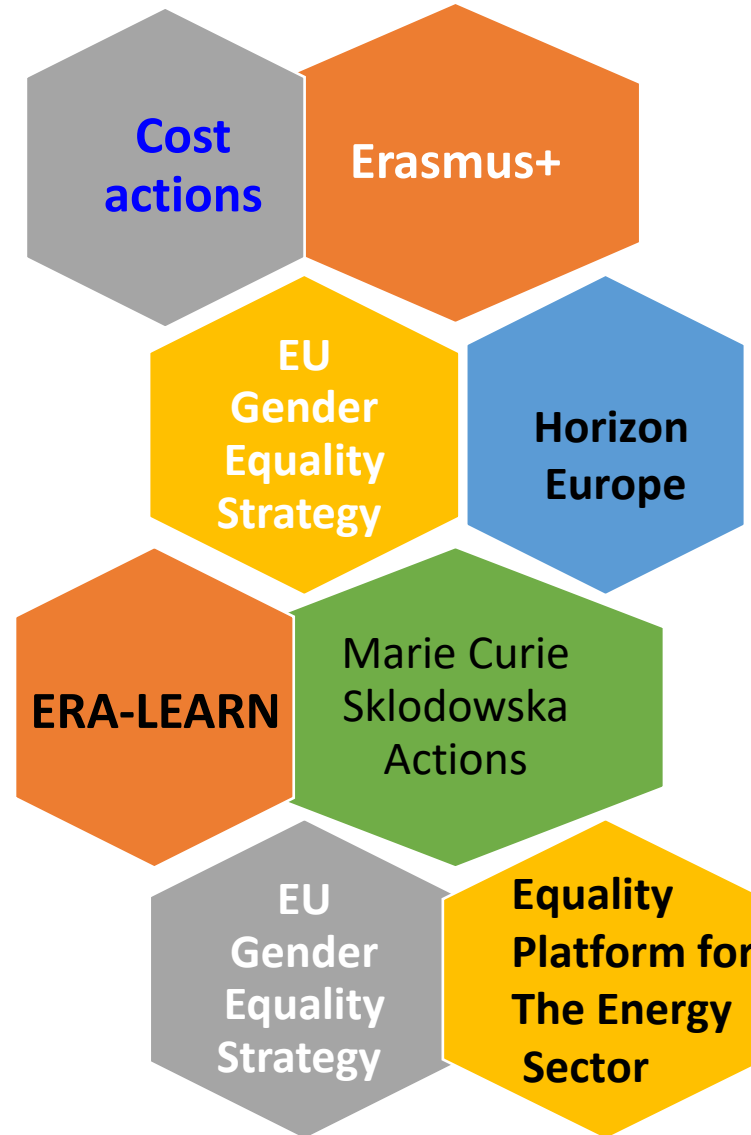 Cost
actions
Erasmus+
EU
Gender
Equality
Strategy
Horizon
Europe
ERA-LEARN
Marie Curie
Sklodowska
Actions
EU
Gender
Equality
Strategy
Equality
Platform for
The Energy
Sector